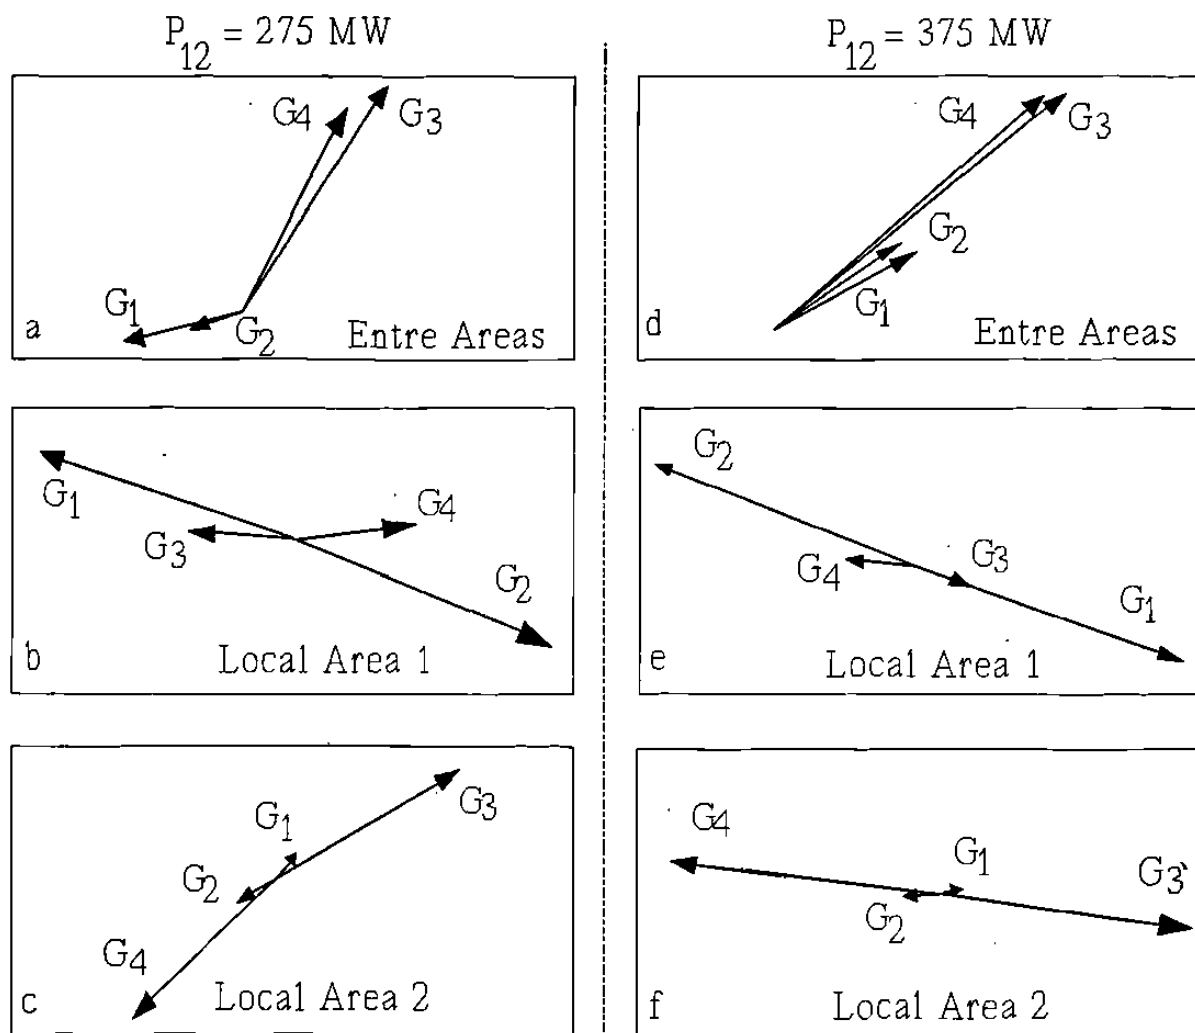 P12 = 275 MW
G4
G3
G1
G2
a
Entre Areas
G1
G4
G3
G2
b
Local Area 1
G3
G1
G2
G4
c
Local Area 2
P12 = 375 MW
G4
G3
G2
G1
d
Entre Areas
G2
G3
G4
G1
e
Local Area 1
G4
G1
G3
G2
f
Local Area 2